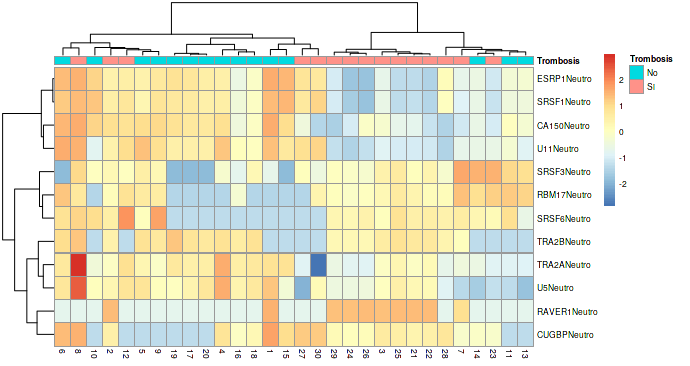 Trombosis
ESRP1Neutro
SRSF1Neutro
CA150Neutro
U11Neutro
SRSF3Neutro
RBM17Neutro
SRSF6Neutro
TRA2BNeutro
TRA2ANeutro
U5Neutro
RAVER1Neutro
CUGBPNeutro
6 8 10 2 12 5 9 19 17 20 4 16 18 1 15 27 30 29 24 26 3 25 21 22 28 7 14 23 11 13
2
1
0
-1
-2
Trombosis
No
SI